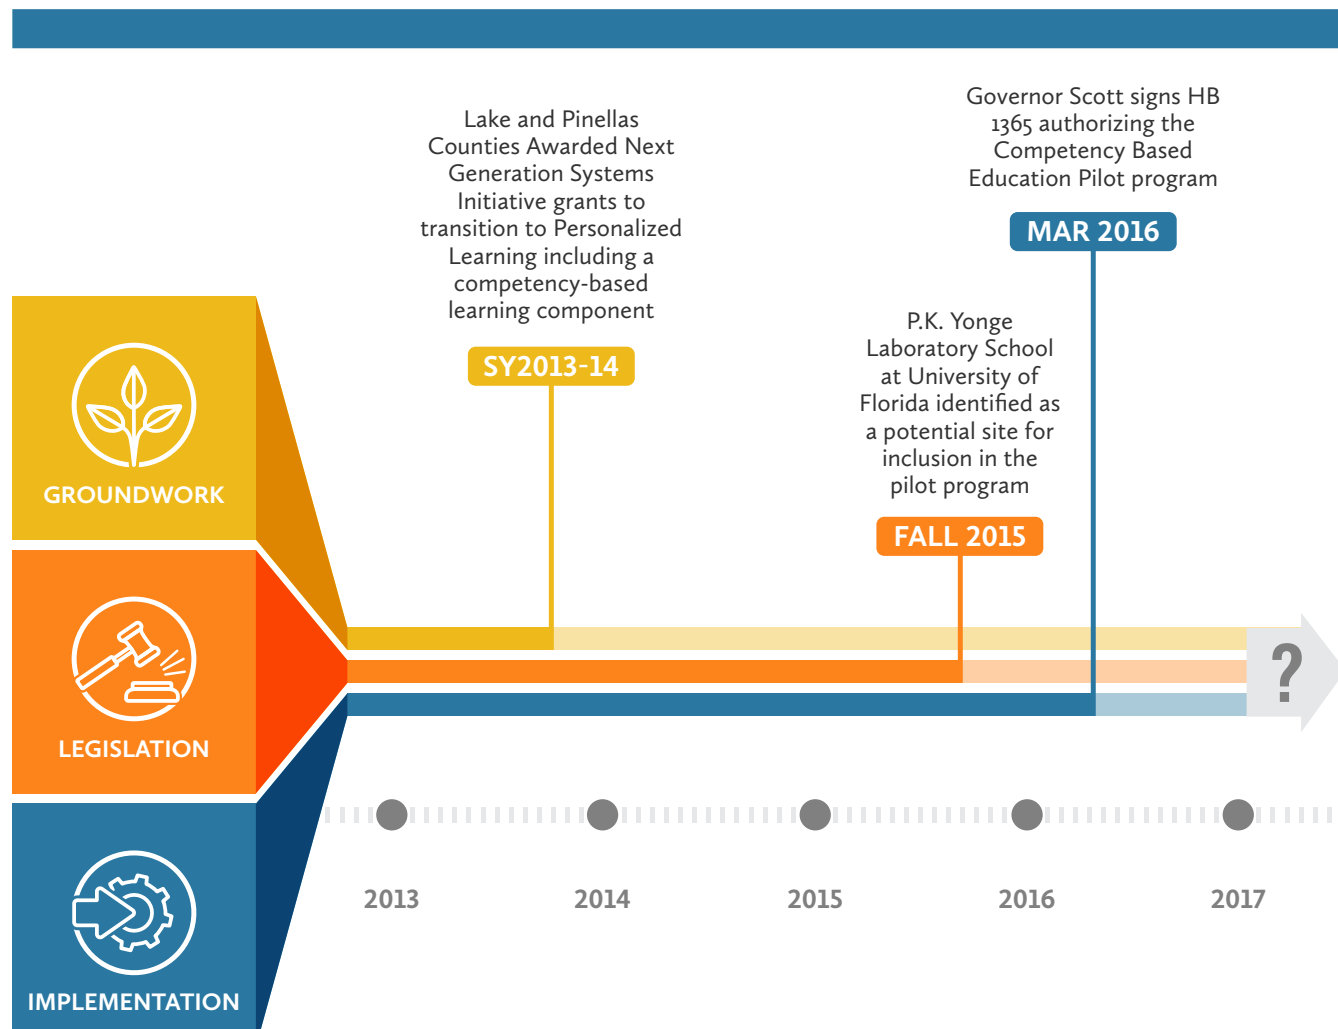 Lake and Pinellas
Counties Awarded Next
Generation Systems
Initiative grants to
transition to Personalized
Learning including a
competency-based
learning component
SY2013-14
Governor Scott signs HB
1365 authorizing the
Competency Based
Education Pilot program
MAR 2016
P.K. Yonge
Laboratory School
at University of
Florida identified as
a potential site for
inclusion in the
pilot program
FALL 2015
GROUNDWORK
LEGISLATION
IMPLEMENTATION
?
2013
2014
2015
2016
2017